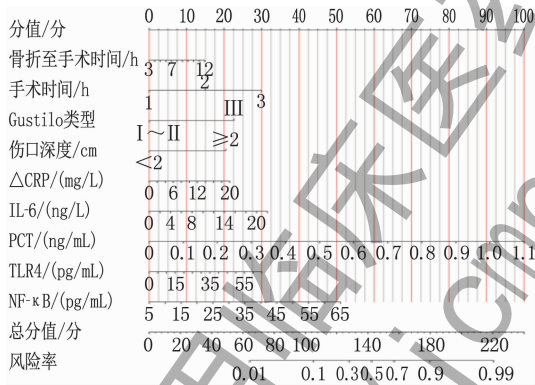 分值/分 0 10 20 30 40 50 60 70 80 90 100
骨折至手术时间/h 3 7 12
手术时间/h 1 2 3
Gustilo类型 Ⅰ~Ⅱ Ⅲ
伤口深度/cm <2 ≥2
△CRP/(mg/L) 0 6 12 20
IL-6/(ng/L) 0 4 8 14 20
PCT/(ng/mL) 0 0.1 0.2 0.3 0.4 0.5 0.6 0.7 0.8 0.9 1.0 1.1
TLR4/(pg/mL) 0 15 35 55
NF-κB/(pg/mL) 5 15 25 35 45 55 65
总分值/分 0 20 40 60 80 100 140 180 220
风险率 0.01 0.1 0.3 0.5 0.7 0.9 0.99
临床医